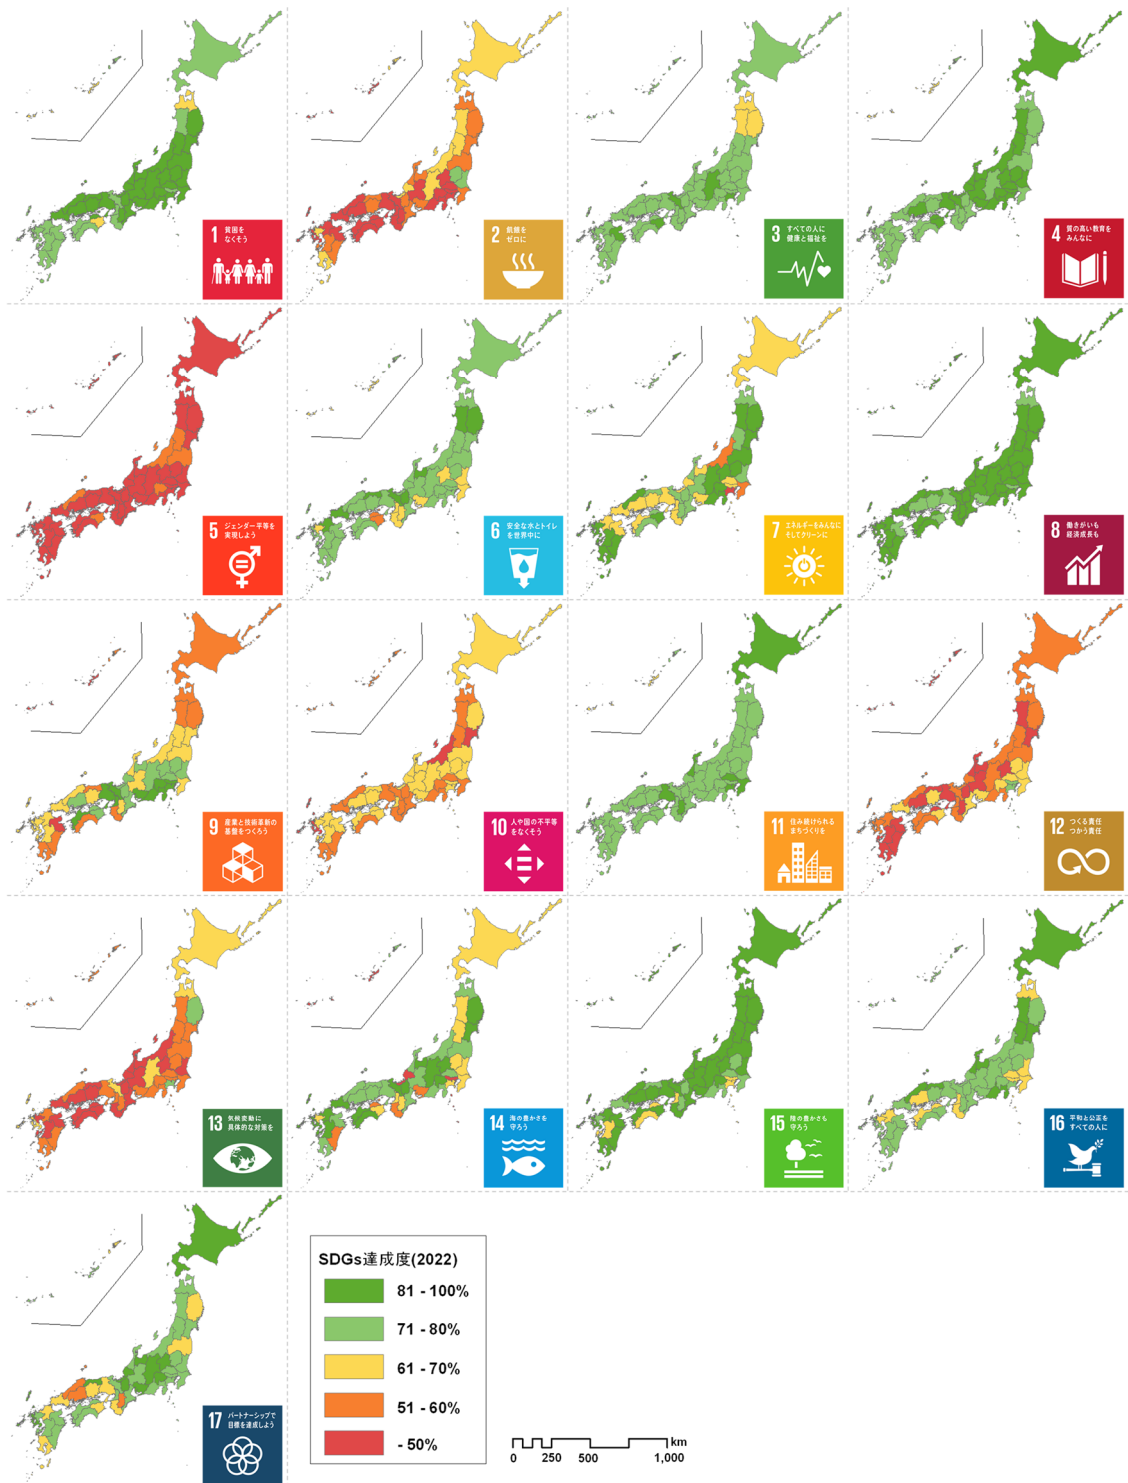 1 貧困を
なくそう
2 飢餓を
ゼロに
3 すべての人に
健康と福祉を
4 質の高い教育を
みんなに
5 ジェンダー平等を
実現しよう
6 安全な水とトイレ
を世界中に
7 エネルギーをみんなに
そしてクリーンに
8 働きがいも
経済成長も
9 産業と技術革新の
基盤をつくろう
10 人や国の不平等
をなくそう
11 住み続けられる
まちづくりを
12 つくる責任
つかう責任
13 気候変動に
具体的な対策を
14 海の豊かさを
守ろう
15 陸の豊かさも
守ろう
16 平和と公正を
すべての人に
17 パートナーシップで
目標を達成しよう
SDGs達成度(2022)
81 - 100%
71 - 80%
61 - 70%
51 - 60%
- 50%
km
0 250 500 1,000